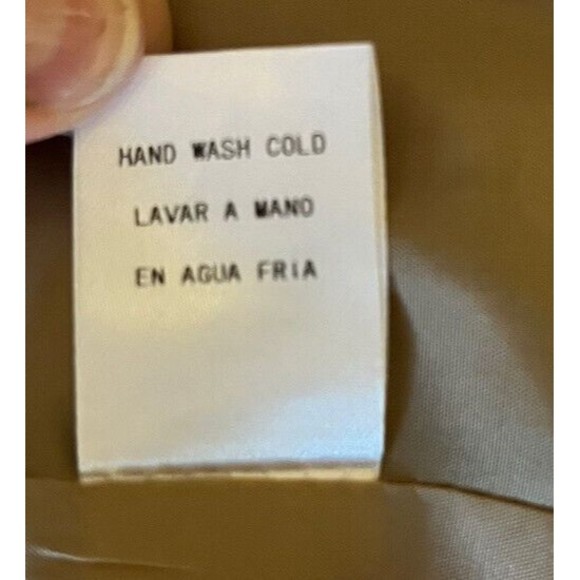 HAND WASH COLD
LAVAR A MANO
EN AGUA FRIA